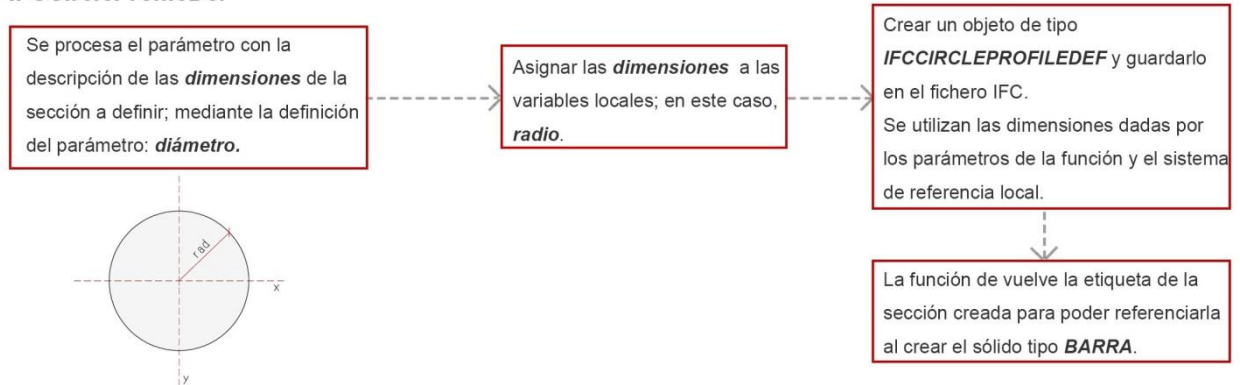 Se procesa el parámetro con la
descripción de las dimensiones de la
sección a definir; mediante la definición
del parámetro: diámetro.
Asignar las dimensiones a las
variables locales; en este caso,
radio.
Crear un objeto de tipo
IFCCIRCLEPROFILEDEF y guardarlo
en el fichero IFC.
Se utilizan las dimensiones dadas por
los parámetros de la función y el sistema
de referencia local.
La función de vuelve la etiqueta de la
sección creada para poder referenciarla
al crear el sólido tipo BARRA.
rad
x
y